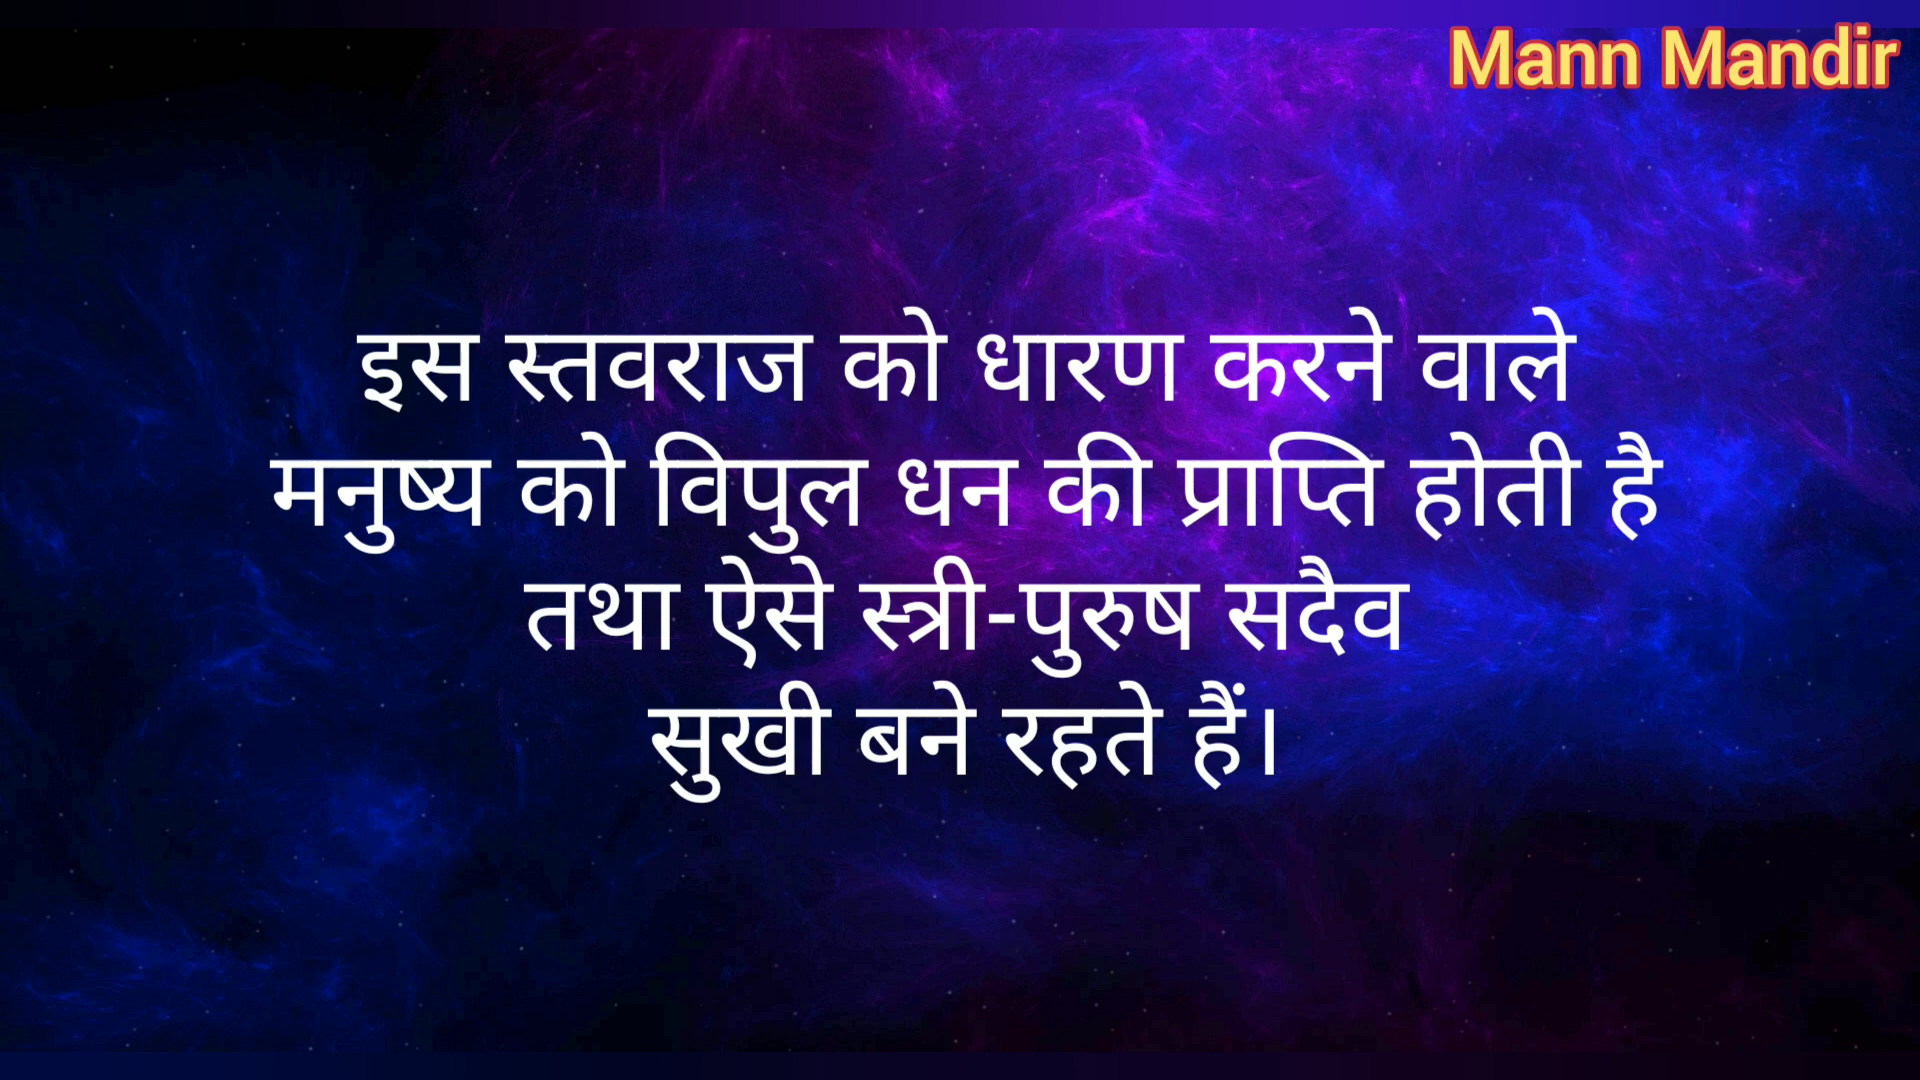 Mann Mandir
इस स्तवराज को धारण करने वाले
मनुष्य को विपुल धन की प्राप्ति होती है
तथा ऐसे स्त्री-पुरुष सदैव
सुखी बने रहते हैं।